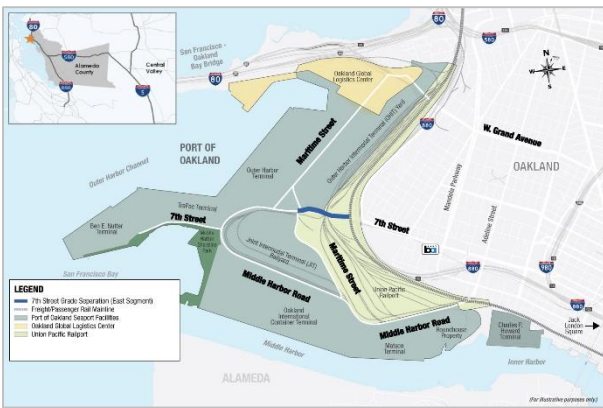 80
580
Alameda
County
Central
Valley
880
5
San Francisco -
Oakland
Bay Bridge
80
80
580
N
W
E
S
Oakland Global
Logistics Center
PORT OF
OAKLAND
Maritime Street
Outer Harbor Intermodal Terminal (OHIT) Yard
580
W. Grand Avenue
OAKLAND
Outer Harbor Channel
Outer Harbor
Terminal
Mandela Parkway
Adeline Street
TraPac Terminal
7th Street
Ben E. Nutter
Terminal
7th Street
Joint Intermodal Terminal (JIT)
Railyard
Maritime Street
San Francisco Bay
880
980
Middle Harbor Road
Union Pacific
Railport
880
LEGEND
7th Street Grade Separation (East Segment)
Freight/Passenger Rail Mainline
Port of Oakland Seaport Facilities
Oakland Global Logistics Center
Union Pacific Railport
Oakland
International
Container Terminal
Middle Harbor Road
Roundhouse
Property
Matson
Terminal
Charles P.
Howard
Terminal
Jack
London
Square
Middle Harbor
Inner Harbor
ALAMEDA
(For illustrative purposes only.)